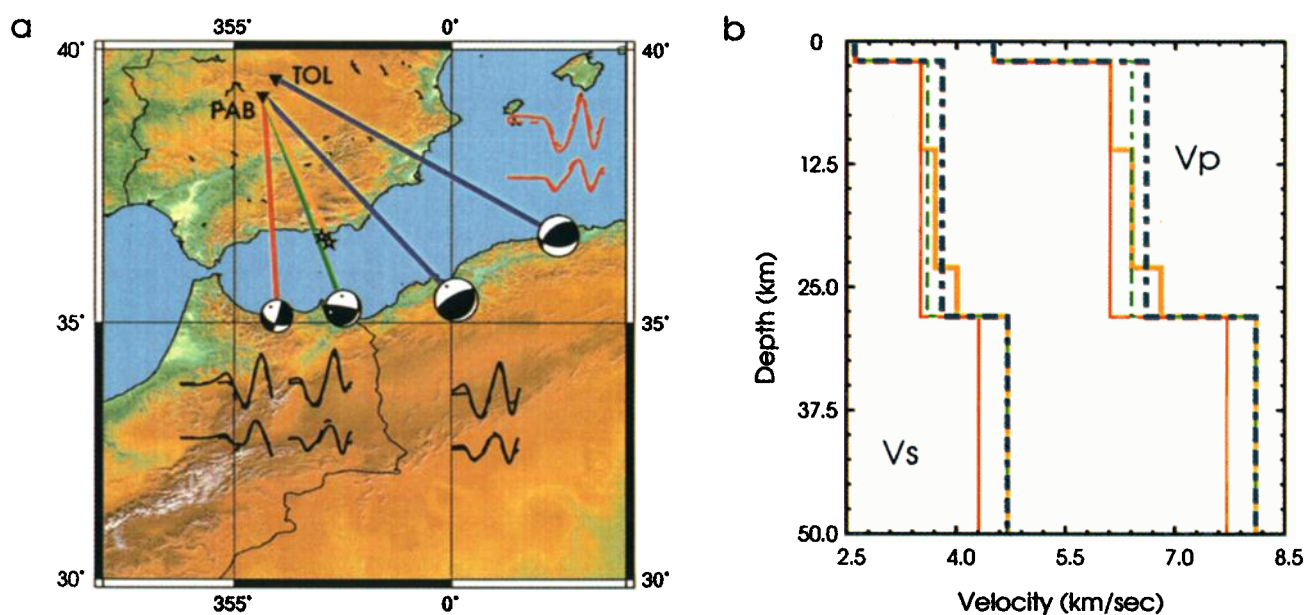 a
355° 0°
40° 40°
TOL
PAB
35° 35°
30° 30°
355° 0°
b
0
12.5
25.0
37.5
50.0
Depth (km)
Vp
Vs
2.5 4.0 5.5 7.0 8.5
Velocity (km/sec)